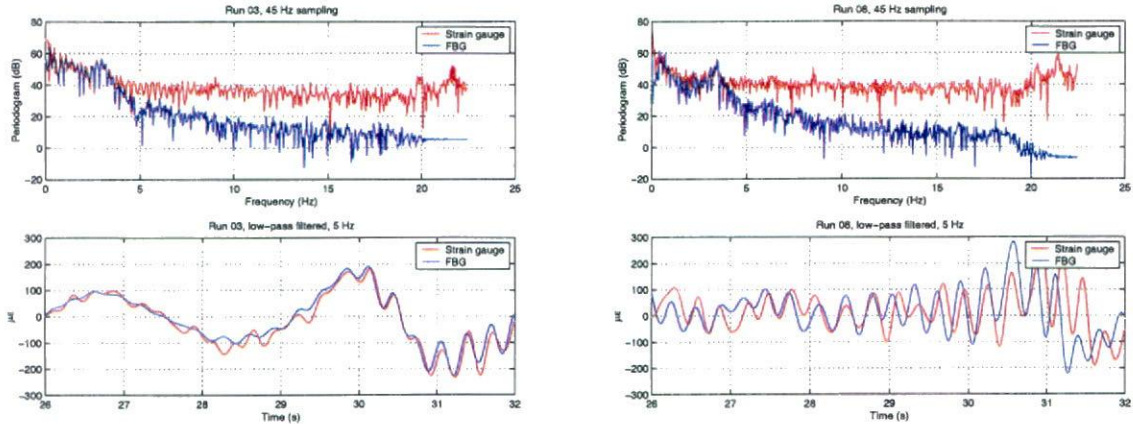 Run 03, 45 Hz sampling
80
60
40
20
0
−20
Periodogram (dB)
Strain gauge
FBG
0 5 10 15 20 25
Frequency (Hz)
Run 06, 45 Hz sampling
80
60
40
20
0
−20
Periodogram (dB)
Strain gauge
FBG
0 5 10 15 20 25
Frequency (Hz)
Run 03, low−pass filtered, 5 Hz
300
200
100
0
−100
−200
−300
με
Strain gauge
FBG
26 27 28 29 30 31 32
Time (s)
Run 06, low−pass filtered, 5 Hz
300
200
100
0
−100
−200
−300
με
Strain gauge
FBG
26 27 28 29 30 31 32
Time (s)